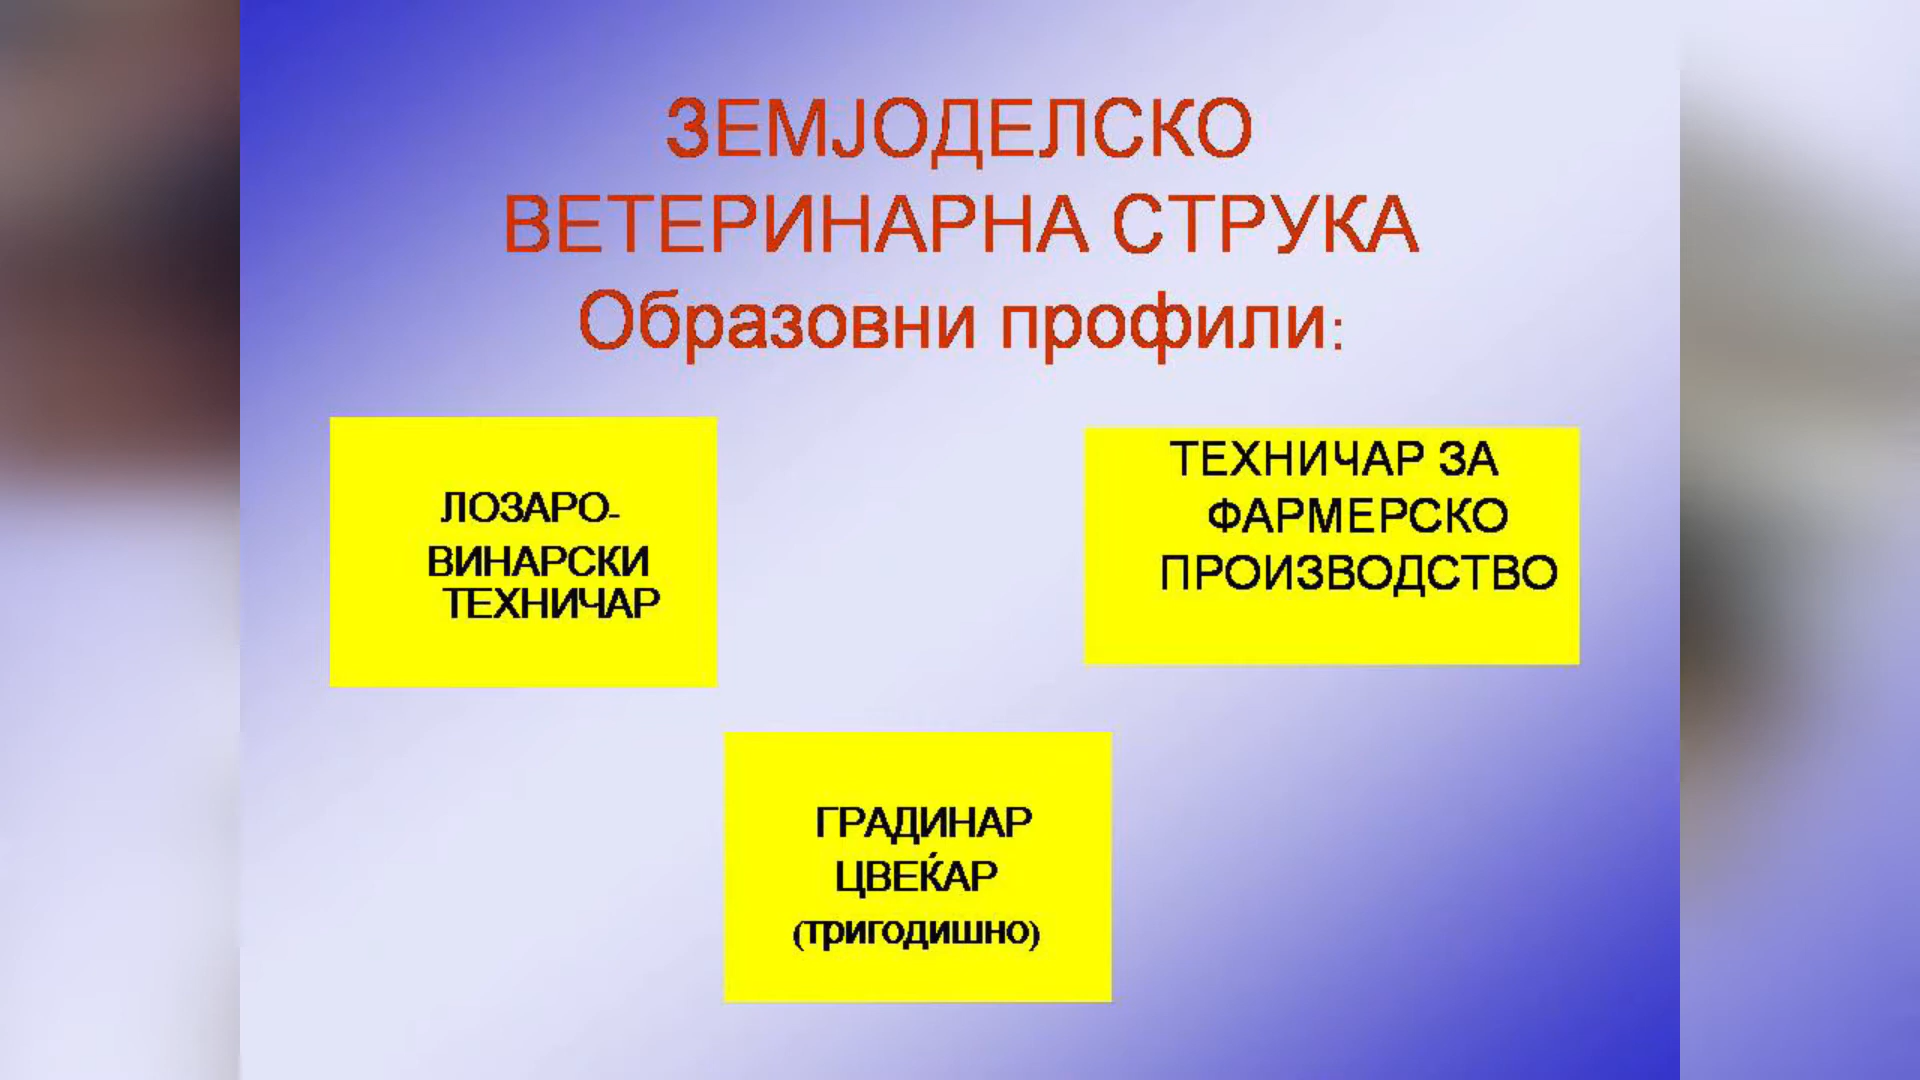 ЗЕМЈОДЕЛСКО
ВЕТЕРИНАРНА СТРУКА
Образовни профили:
ЛОЗАРО-
ВИНАРСКИ
ТЕХНИЧАР
ТЕХНИЧАР ЗА
ФАРМЕРСКО
ПРОИЗВОДСТВО
ГРАДИНАР
ЦВЕЌАР
(тригодишно)